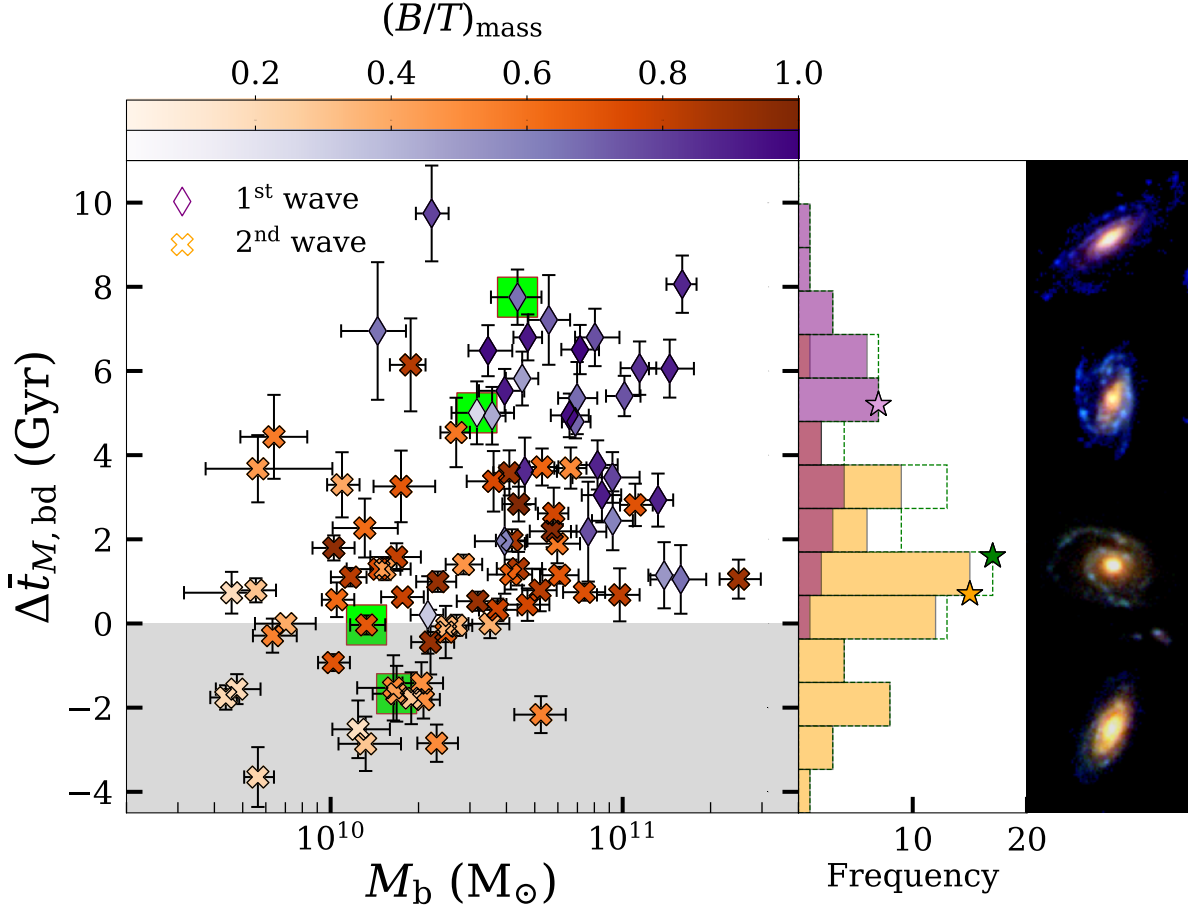 (B/T)mass
0.2 0.4 0.6 0.8 1.0
1st wave
2nd wave
10
8
6
4
2
0
−2
−4
Δt̄M, bd (Gyr)
10^10 10^11
10 20
Mb (M⊙)
Frequency